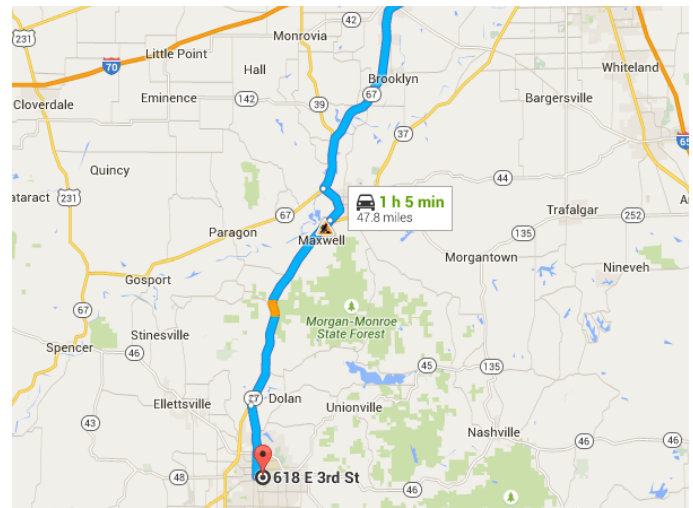 231
42
Monrovia
Little Point
70
Hall
Whiteland
Brooklyn
67
Cloverdale
Eminence
142
39
Bargersville
37
65
Quincy
44
ataract
231
1 h 5 min
47.8 miles
67
Trafalgar
252
Paragon
Maxwell
135
Morgantown
Nineveh
Gosport
67
Morgan-Monroe
State Forest
Stinesville
Spencer
46
45
135
Dolan
Ellettsville
Unionville
43
Nashville
46
46
48
618 E 3rd St
46